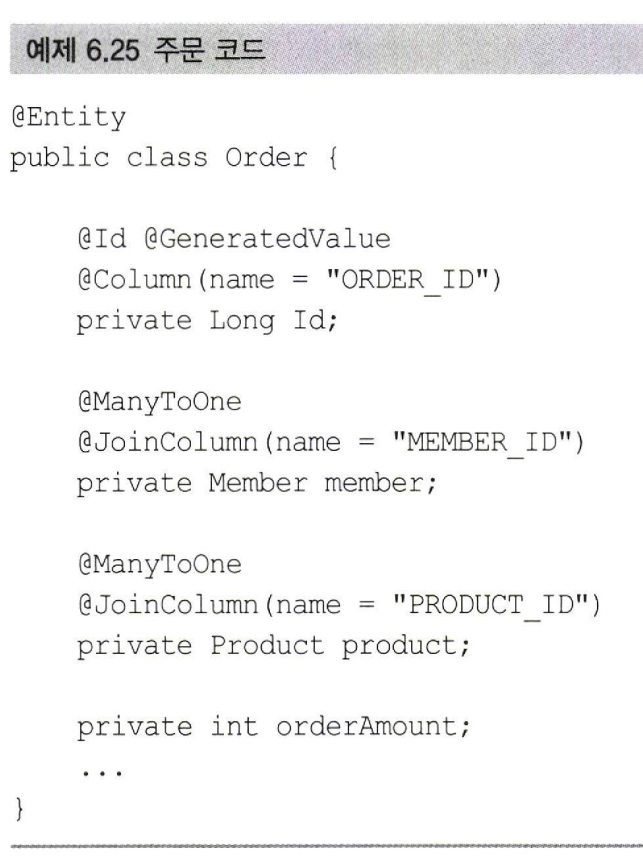 예제 6.25 주문 코드
@Entity
public class Order {
@Id @GeneratedValue
@Column(name = "ORDER_ID")
private Long Id;
@ManyToOne
@JoinColumn(name = "MEMBER_ID")
private Member member;
@ManyToOne
@JoinColumn(name = "PRODUCT_ID")
private Product product;
private int orderAmount;
...
}